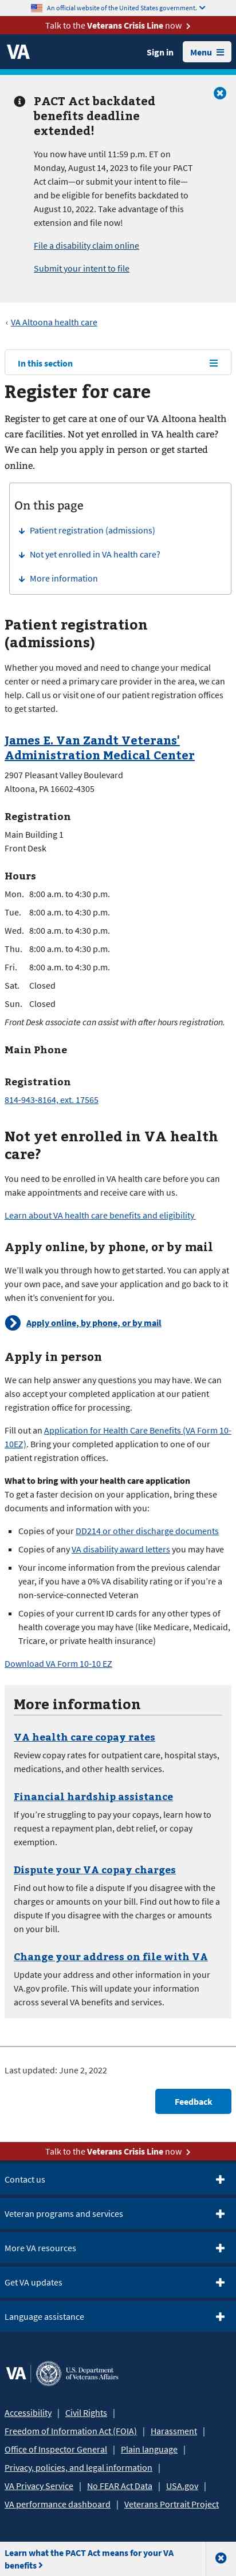 An official website of the United States government.
Talk to the Veterans Crisis Line now
VA
Sign in
Menu
PACT Act backdated
benefits deadline
extended!
You now have until 11:59 p.m. ET on
Monday, August 14, 2023 to file your PACT
Act claim—or submit your intent to file—
and be eligible for benefits backdated to
August 10, 2022. Take advantage of this
extension and file now!
File a disability claim online
Submit your intent to file
‹ VA Altoona health care
In this section
Register for care
Register to get care at one of our VA Altoona health
care facilities. Not yet enrolled in VA health care?
We can help you apply in person or get started
online.
On this page
Patient registration (admissions)
Not yet enrolled in VA health care?
More information
Patient registration
(admissions)
Whether you moved and need to change your medical
center or need a primary care provider in the area, we can
help. Call us or visit one of our patient registration offices
to get started.
James E. Van Zandt Veterans'
Administration Medical Center
2907 Pleasant Valley Boulevard
Altoona, PA 16602-4305
Registration
Main Building 1
Front Desk
Hours
Mon. 8:00 a.m. to 4:30 p.m.
Tue. 8:00 a.m. to 4:30 p.m.
Wed. 8:00 a.m. to 4:30 p.m.
Thu. 8:00 a.m. to 4:30 p.m.
Fri. 8:00 a.m. to 4:30 p.m.
Sat. Closed
Sun. Closed
Front Desk associate can assist with after hours registration.
Main Phone
Registration
814-943-8164, ext. 17565
Not yet enrolled in VA health
care?
You need to be enrolled in VA health care before you can
make appointments and receive care with us.
Learn about VA health care benefits and eligibility
Apply online, by phone, or by mail
We'll walk you through how to get started. You can apply at
your own pace, and save your application and go back to it
when it's convenient for you.
Apply online, by phone, or by mail
Apply in person
We can help answer any questions you may have. We can also
accept your completed application at our patient
registration office for enrollment processing.
Fill out an Application for Health Care Benefits (VA Form 10-
10EZ). Bring your completed application to one of our
patient registration offices.
What to bring with your health care application
To get a faster decision on your application, bring these
documents and information with you:
▪ Copies of your DD214 or other discharge documents
▪ Copies of any VA disability award letters you may have
▪ Your income information from the previous calendar
year, if you have a 0% VA disability rating or if you're a
non-service-connected Veteran
▪ Copies of your current ID cards for any other types of
health coverage you may have (like Medicare, Medicaid,
Tricare, or private health insurance)
Download VA Form 10-10 EZ
More information
VA health care copay rates
Review copay rates for outpatient care, hospital stays,
medications, and other health services.
Financial hardship assistance
If you're struggling to pay your copays, learn how to
request a repayment plan, debt relief, or copay
exemption.
Dispute your VA copay charges
Find out how to file a dispute If you disagree with the
charges or amounts on your bill. Find out how to file a
dispute If you disagree with the charges or amounts
on your bill.
Change your address on file with VA
Update your address and other information in your
VA.gov profile. This will update your information
across several VA benefits and services.
Last updated: June 2, 2022
Feedback
Talk to the Veterans Crisis Line now
Contact us
Veteran programs and services
More VA resources
Get VA updates
Language assistance
VA U.S. Department
of Veterans Affairs
Accessibility | Civil Rights |
Freedom of Information Act (FOIA) | Harassment |
Office of Inspector General | Plain language |
Privacy, policies, and legal information |
VA Privacy Service | No FEAR Act Data | USA.gov |
VA performance dashboard | Veterans Portrait Project
Learn what the PACT Act means for your VA
benefits